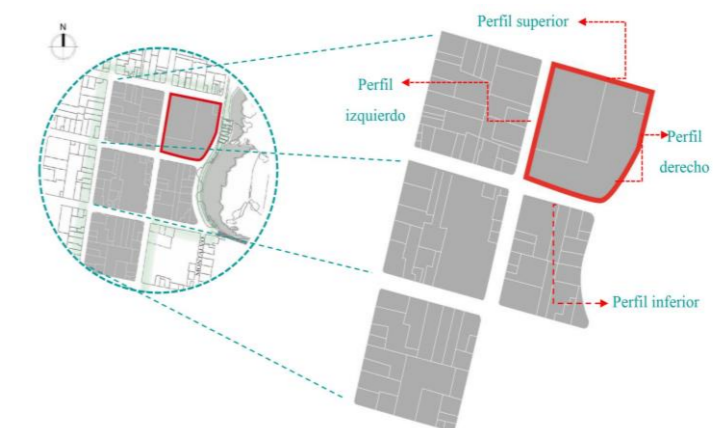 N
Perfil superior
Perfil
izquierdo
Perfil
derecho
Perfil inferior